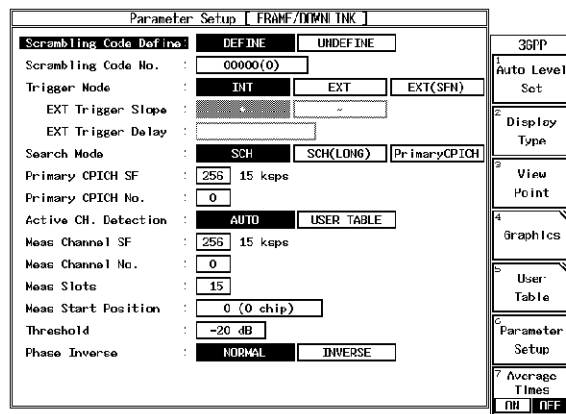 Parameter Setup [ FRAME/DOWNLINK ]
Scrambling Code Define: DEFINE UNDEFINE
Scrambling Code No. : 00000(0)
Trigger Mode : INT EXT EXT(SFN)
EXT Trigger Slope :
EXT Trigger Delay :
Search Mode : SCH SCH(LONG) PrimaryCPICH
Primary CPICH SF : 256 15 ksps
Primary CPICH No. : 0
Active CH. Detection : AUTO USER TABLE
Meas Channel SF : 256 15 ksps
Meas Channel No. : 0
Meas Slots : 15
Meas Start Position : 0 (0 chip)
Threshold : -20 dB
Phase Inverse : NORMAL INVERSE
3GPP
1 Auto Level
Set
2 Display
Type
3 View
Point
4
Graphics
5 User
Table
6
Parameter
Setup
7 Average
Times
ON OFF